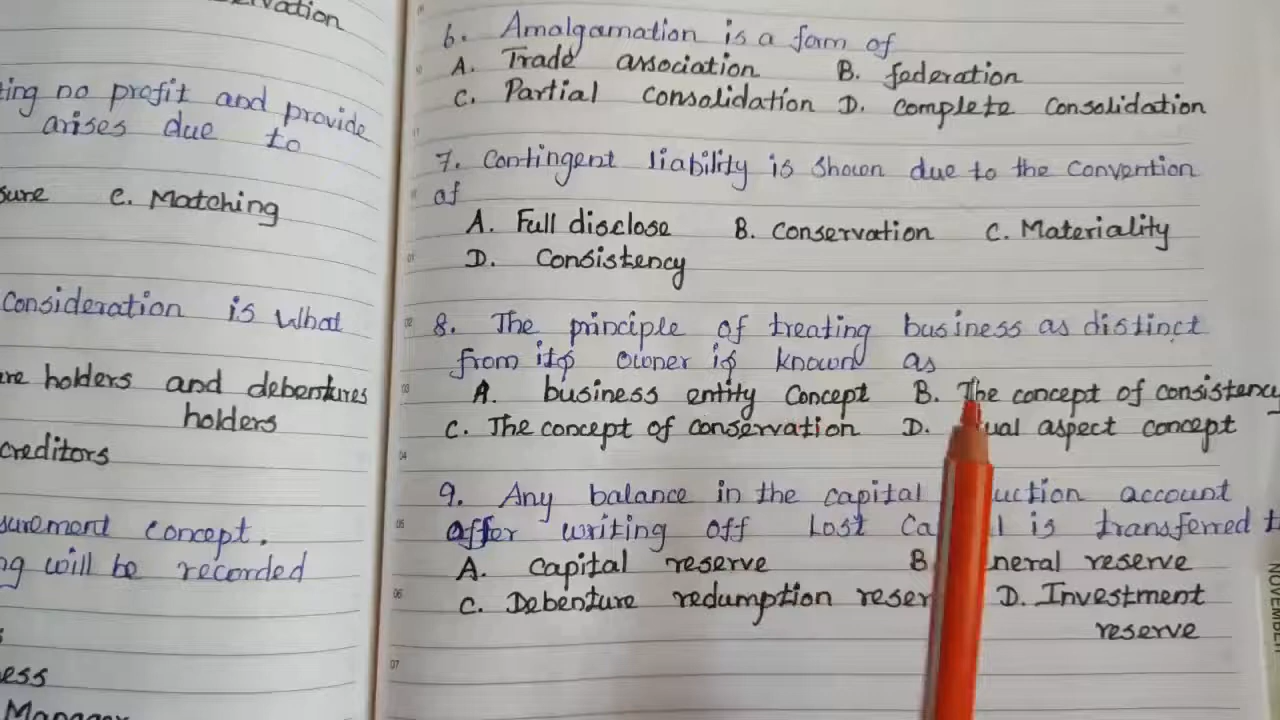 ervation
ting no profit and provide
arises due to
sure C. Matching
Consideration is what
are holders and debentures
holders
creditors
surement concept.
ng will be recorded
ess
Manager
6. Amalgamation is a form of
A. Trade association B. federation
C. Partial consolidation D. complete consolidation
7. Contingent liability is shown due to the convention
of
A. Full disclose B. conservation C. Materiality
D. Consistency
8. The principle of treating business as distinct
from its owner is known as
A. business entity concept B. The concept of consistency
C. The concept of conservation D. ual aspect concept
9. Any balance in the capital uction account
after writing off Lost Ca l is transferred t
A. capital reserve B neral reserve
C. Debenture redumption reser D. Investment
reserve
NOVEMBER